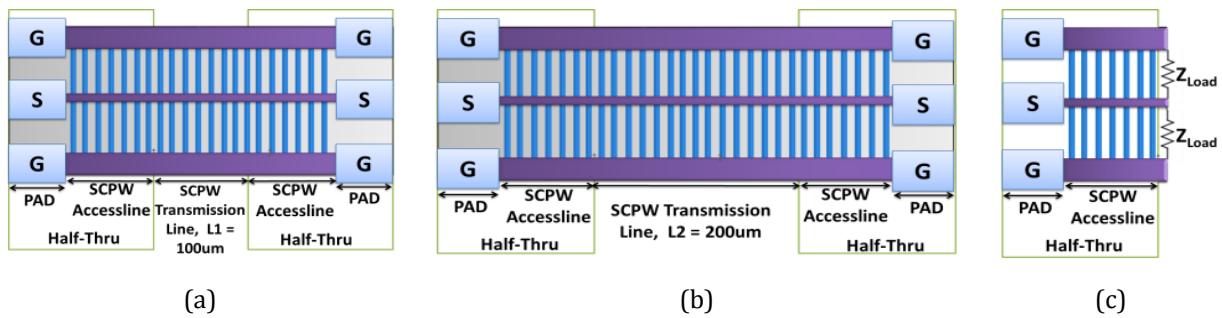 G
G
S
S
G
G
PAD
SCPW
Accessline
SCPW
Transmission
Line, L1 =
100um
SCPW
Accessline
PAD
Half-Thru
Half-Thru
(a)
G
G
S
S
G
G
PAD
SCPW
Accessline
SCPW Transmission
Line, L2 = 200um
SCPW
Accessline
PAD
Half-Thru
Half-Thru
(b)
G
S
G
ZLoad
ZLoad
PAD
SCPW
Accessline
Half-Thru
(c)